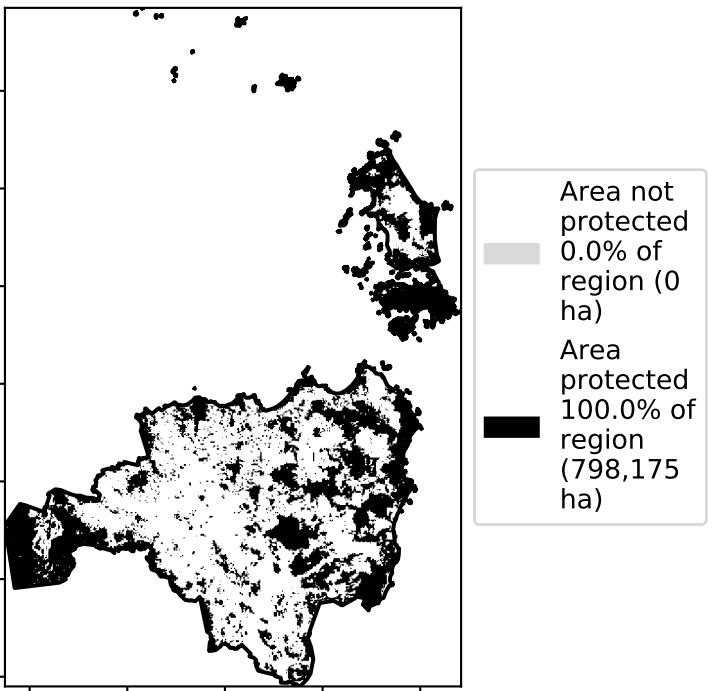 Area not
protected
0.0% of
region (0
ha)
Area
protected
100.0% of
region
(798,175
ha)